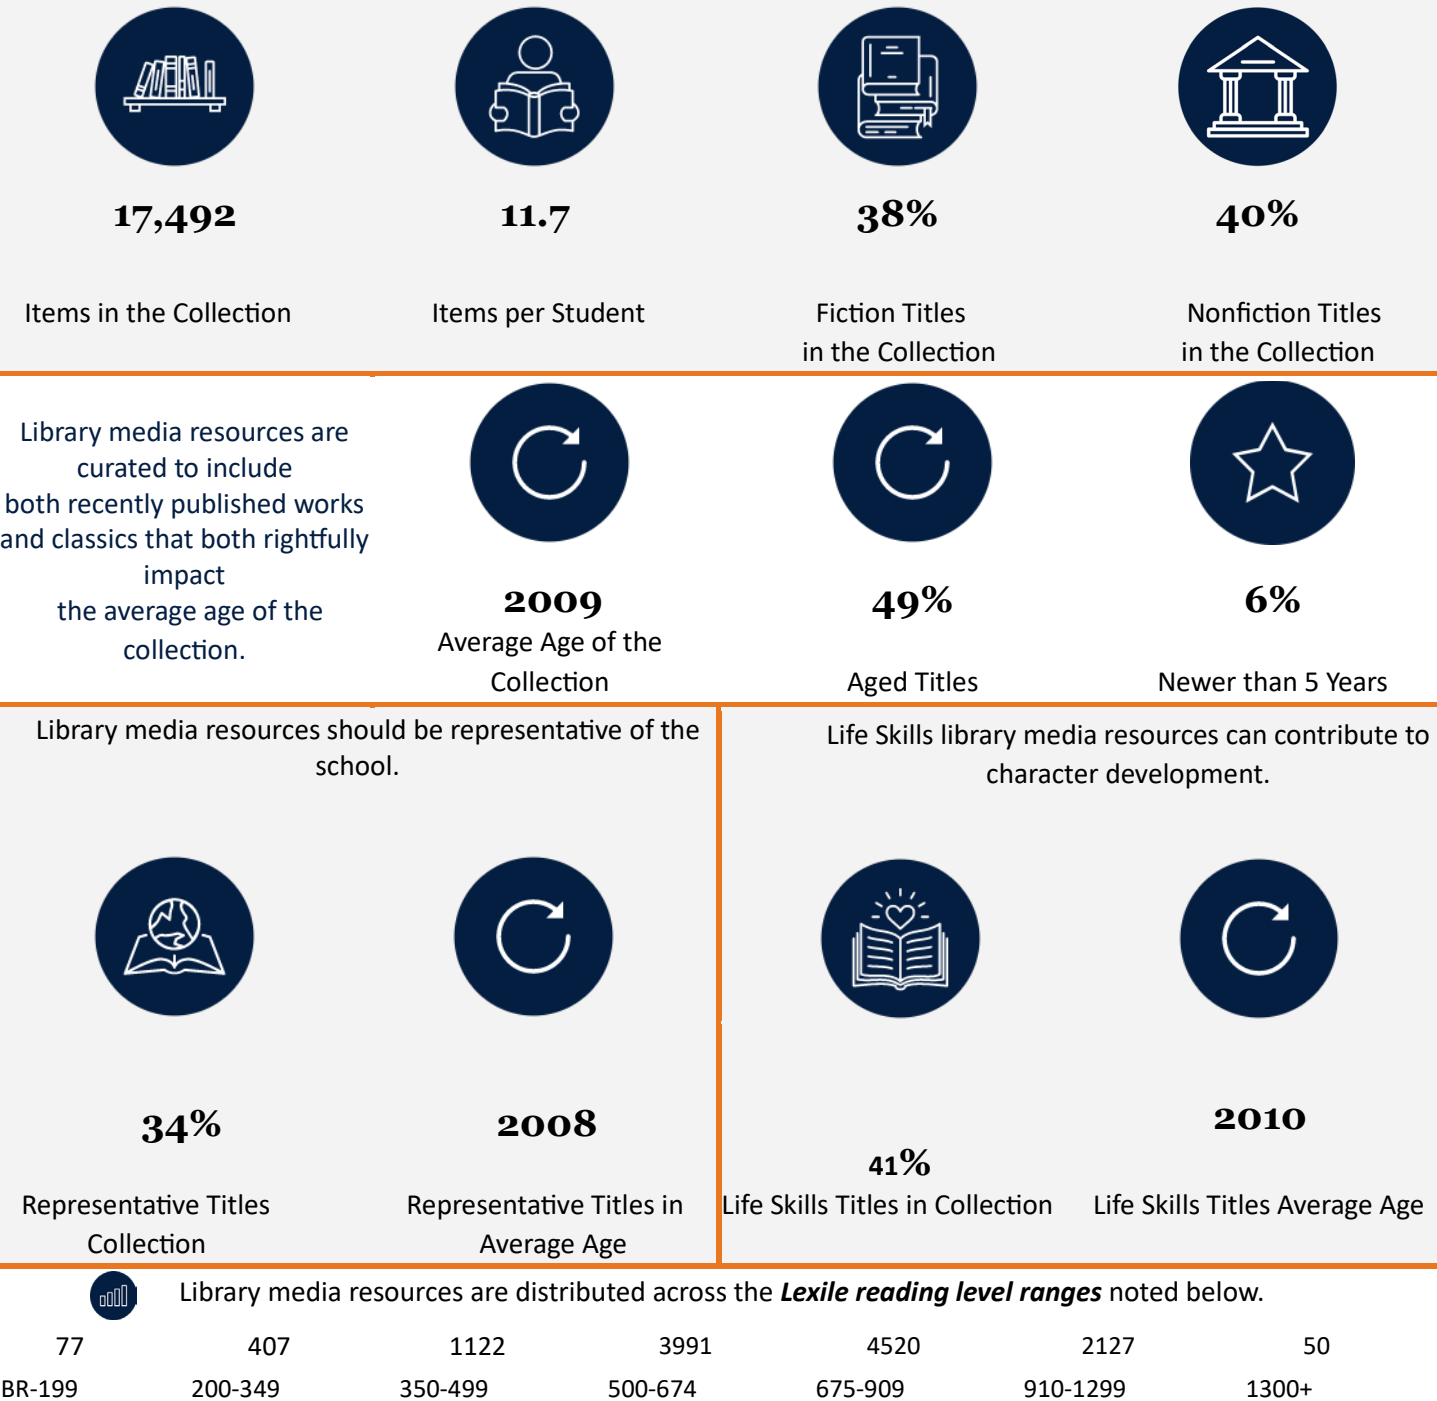 17,492
11.7
38%
40%
Items in the Collection
Items per Student
Fiction Titles
in the Collection
Nonfiction Titles
in the Collection
Library media resources are
curated to include
both recently published works
and classics that both rightfully
impact
the average age of the
collection.
2009
Average Age of the
Collection
49%
Aged Titles
6%
Newer than 5 Years
Library media resources should be representative of the
school.
34%
Representative Titles
Collection
2008
Representative Titles in
Average Age
Life Skills library media resources can contribute to
character development.
41%
Life Skills Titles in Collection
2010
Life Skills Titles Average Age
Library media resources are distributed across the Lexile reading level ranges noted below.
77 407 1122 3991 4520 2127 50
BR-199 200-349 350-499 500-674 675-909 910-1299 1300+